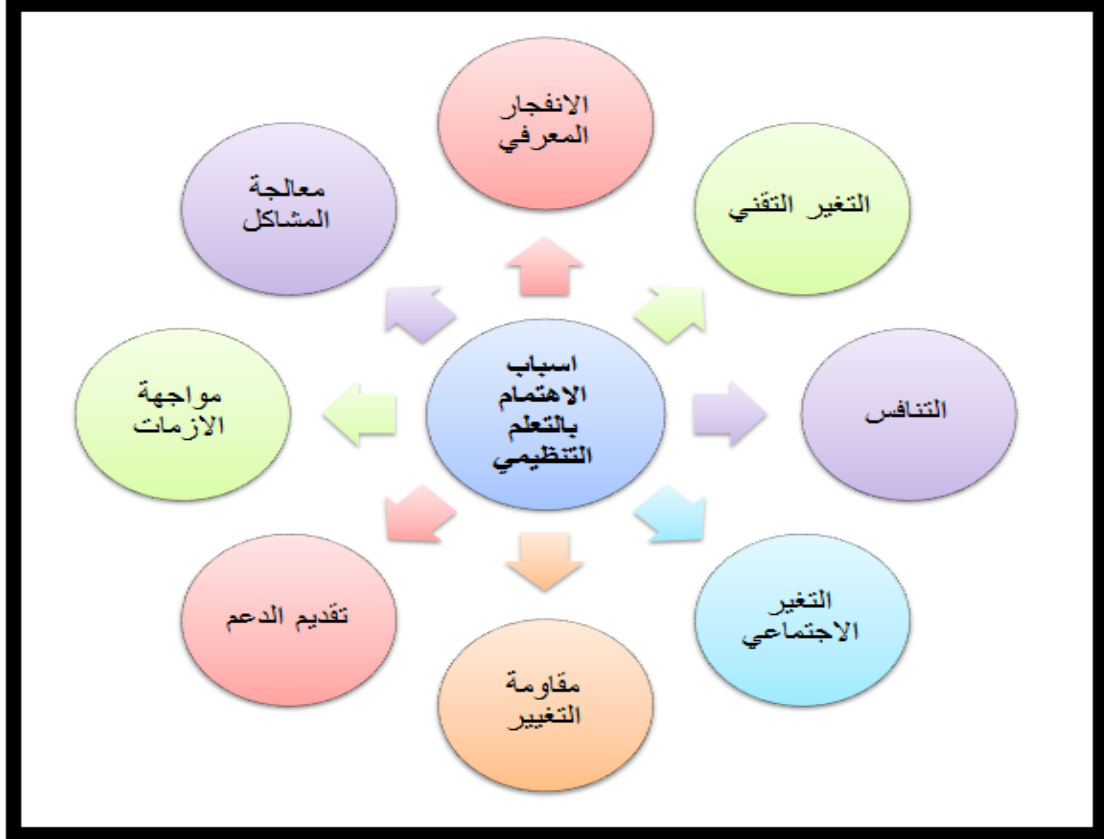 الانفجار
المعرفي
التغير التقني
التنافس
التغير
الاجتماعي
مقاومة
التغيير
تقديم الدعم
مواجهة
الازمات
معالجة
المشاكل
اسباب
الاهتمام
بالتعلم
التنظيمي